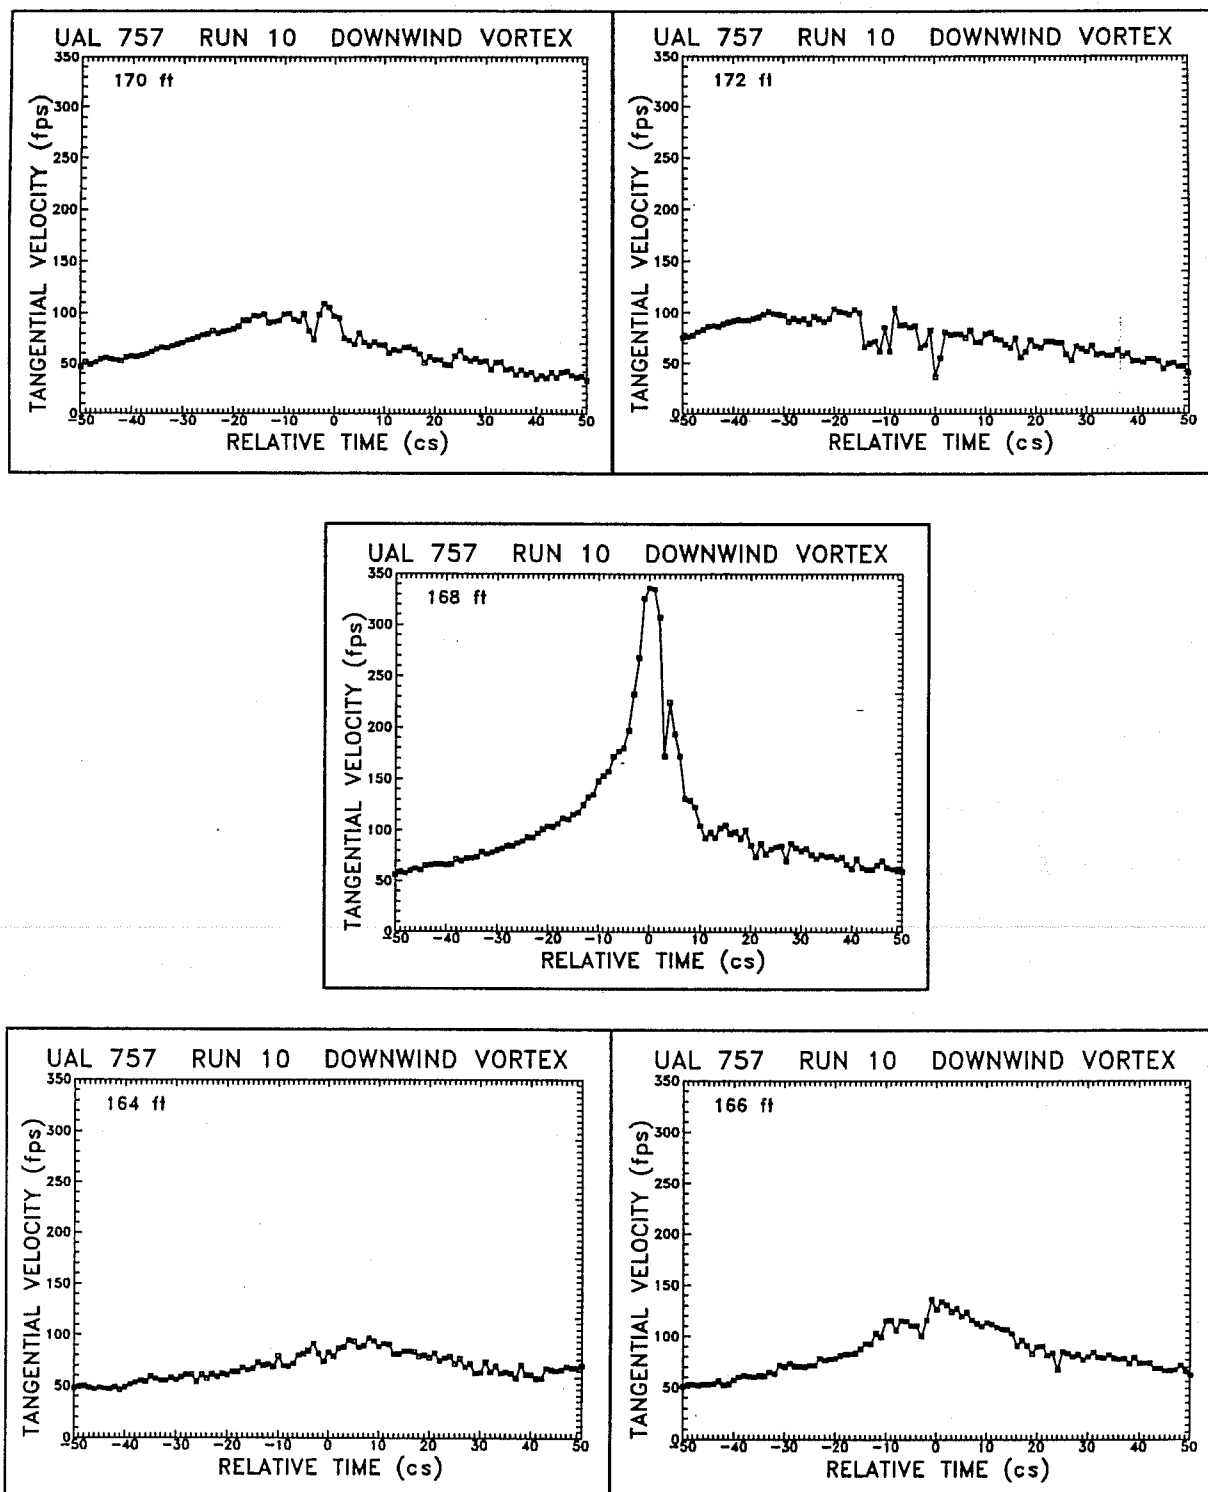 UAL 757 RUN 10 DOWNWIND VORTEX
170 ft
TANGENTIAL VELOCITY (fps)
350
300
250
200
150
100
50
0
-50 -40 -30 -20 -10 0 10 20 30 40 50
RELATIVE TIME (cs)
UAL 757 RUN 10 DOWNWIND VORTEX
172 ft
TANGENTIAL VELOCITY (fps)
350
300
250
200
150
100
50
0
-50 -40 -30 -20 -10 0 10 20 30 40 50
RELATIVE TIME (cs)
UAL 757 RUN 10 DOWNWIND VORTEX
168 ft
TANGENTIAL VELOCITY (fps)
350
300
250
200
150
100
50
0
-50 -40 -30 -20 -10 0 10 20 30 40 50
RELATIVE TIME (cs)
UAL 757 RUN 10 DOWNWIND VORTEX
164 ft
TANGENTIAL VELOCITY (fps)
350
300
250
200
150
100
50
0
-50 -40 -30 -20 -10 0 10 20 30 40 50
RELATIVE TIME (cs)
UAL 757 RUN 10 DOWNWIND VORTEX
166 ft
TANGENTIAL VELOCITY (fps)
350
300
250
200
150
100
50
0
-50 -40 -30 -20 -10 0 10 20 30 40 50
RELATIVE TIME (cs)